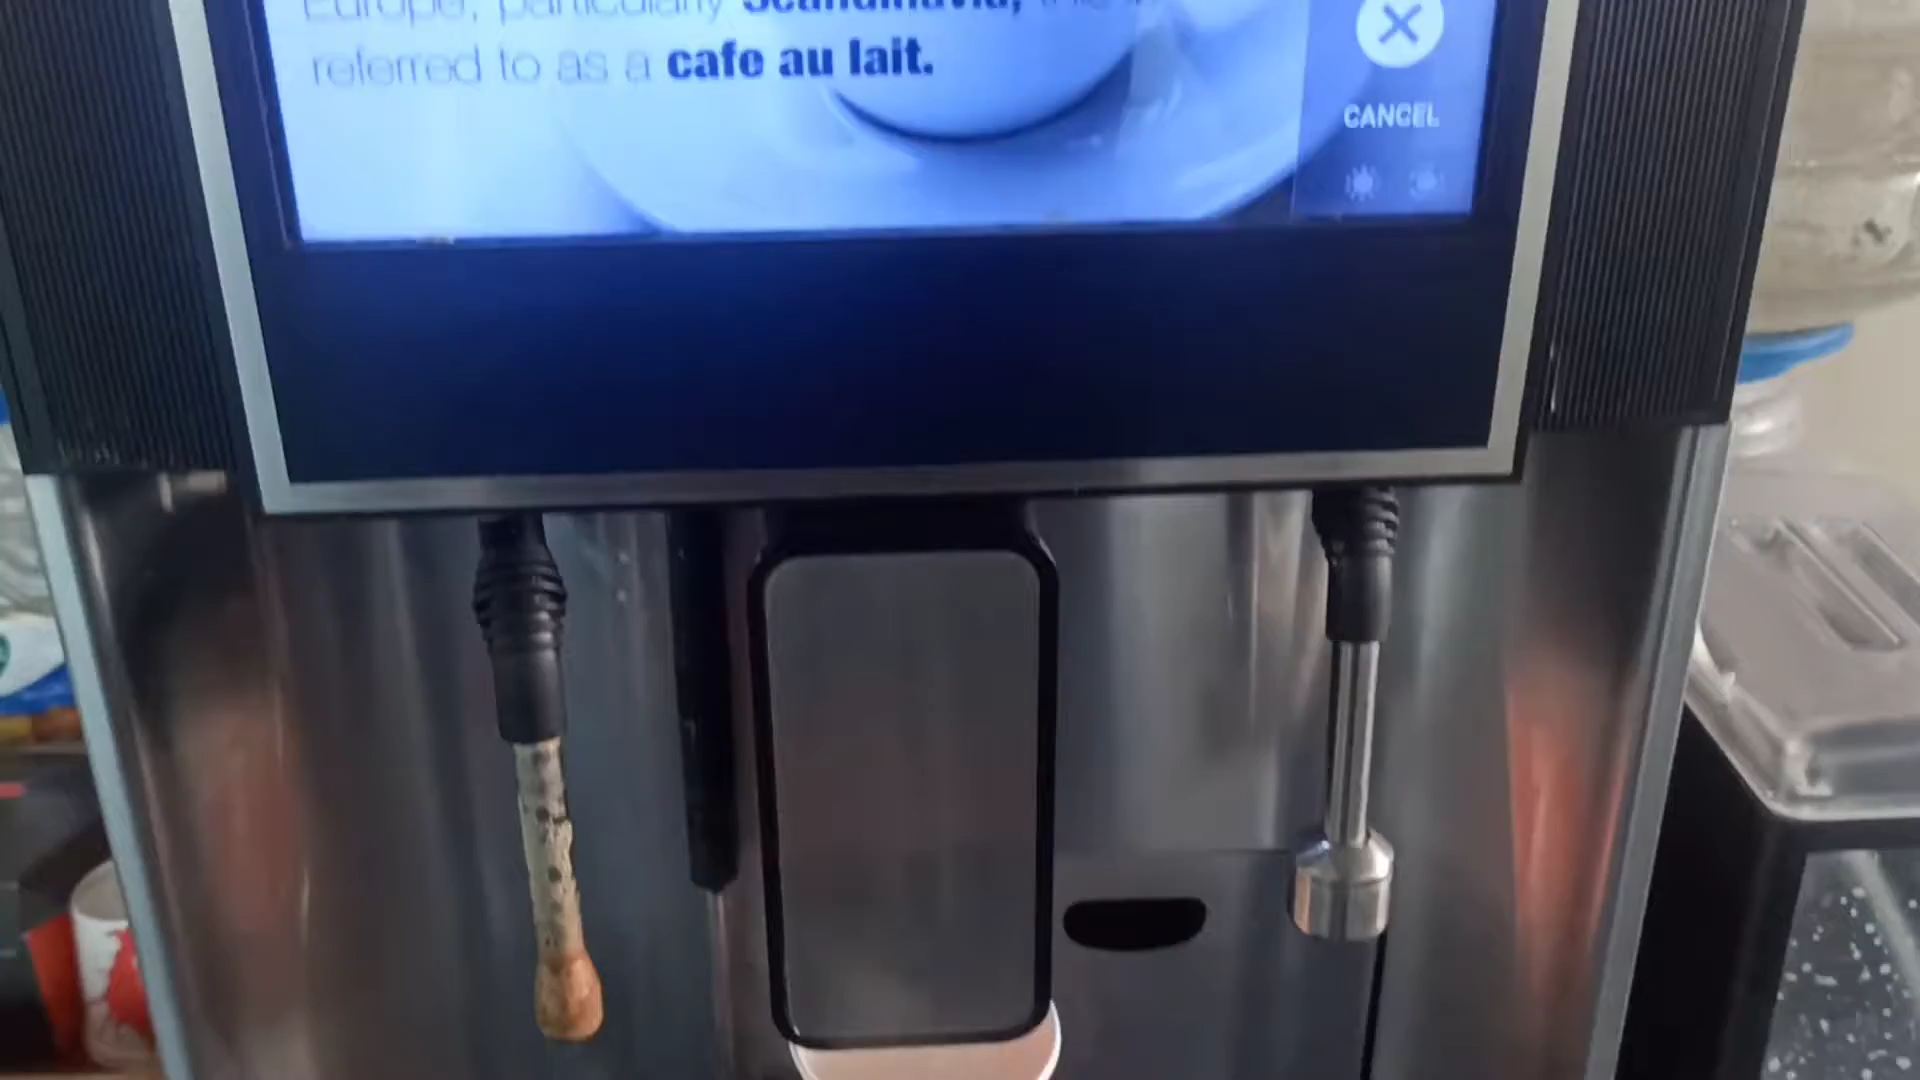 Europe, particularly Scandinavia,
referred to as a cafe au lait.
CANCEL